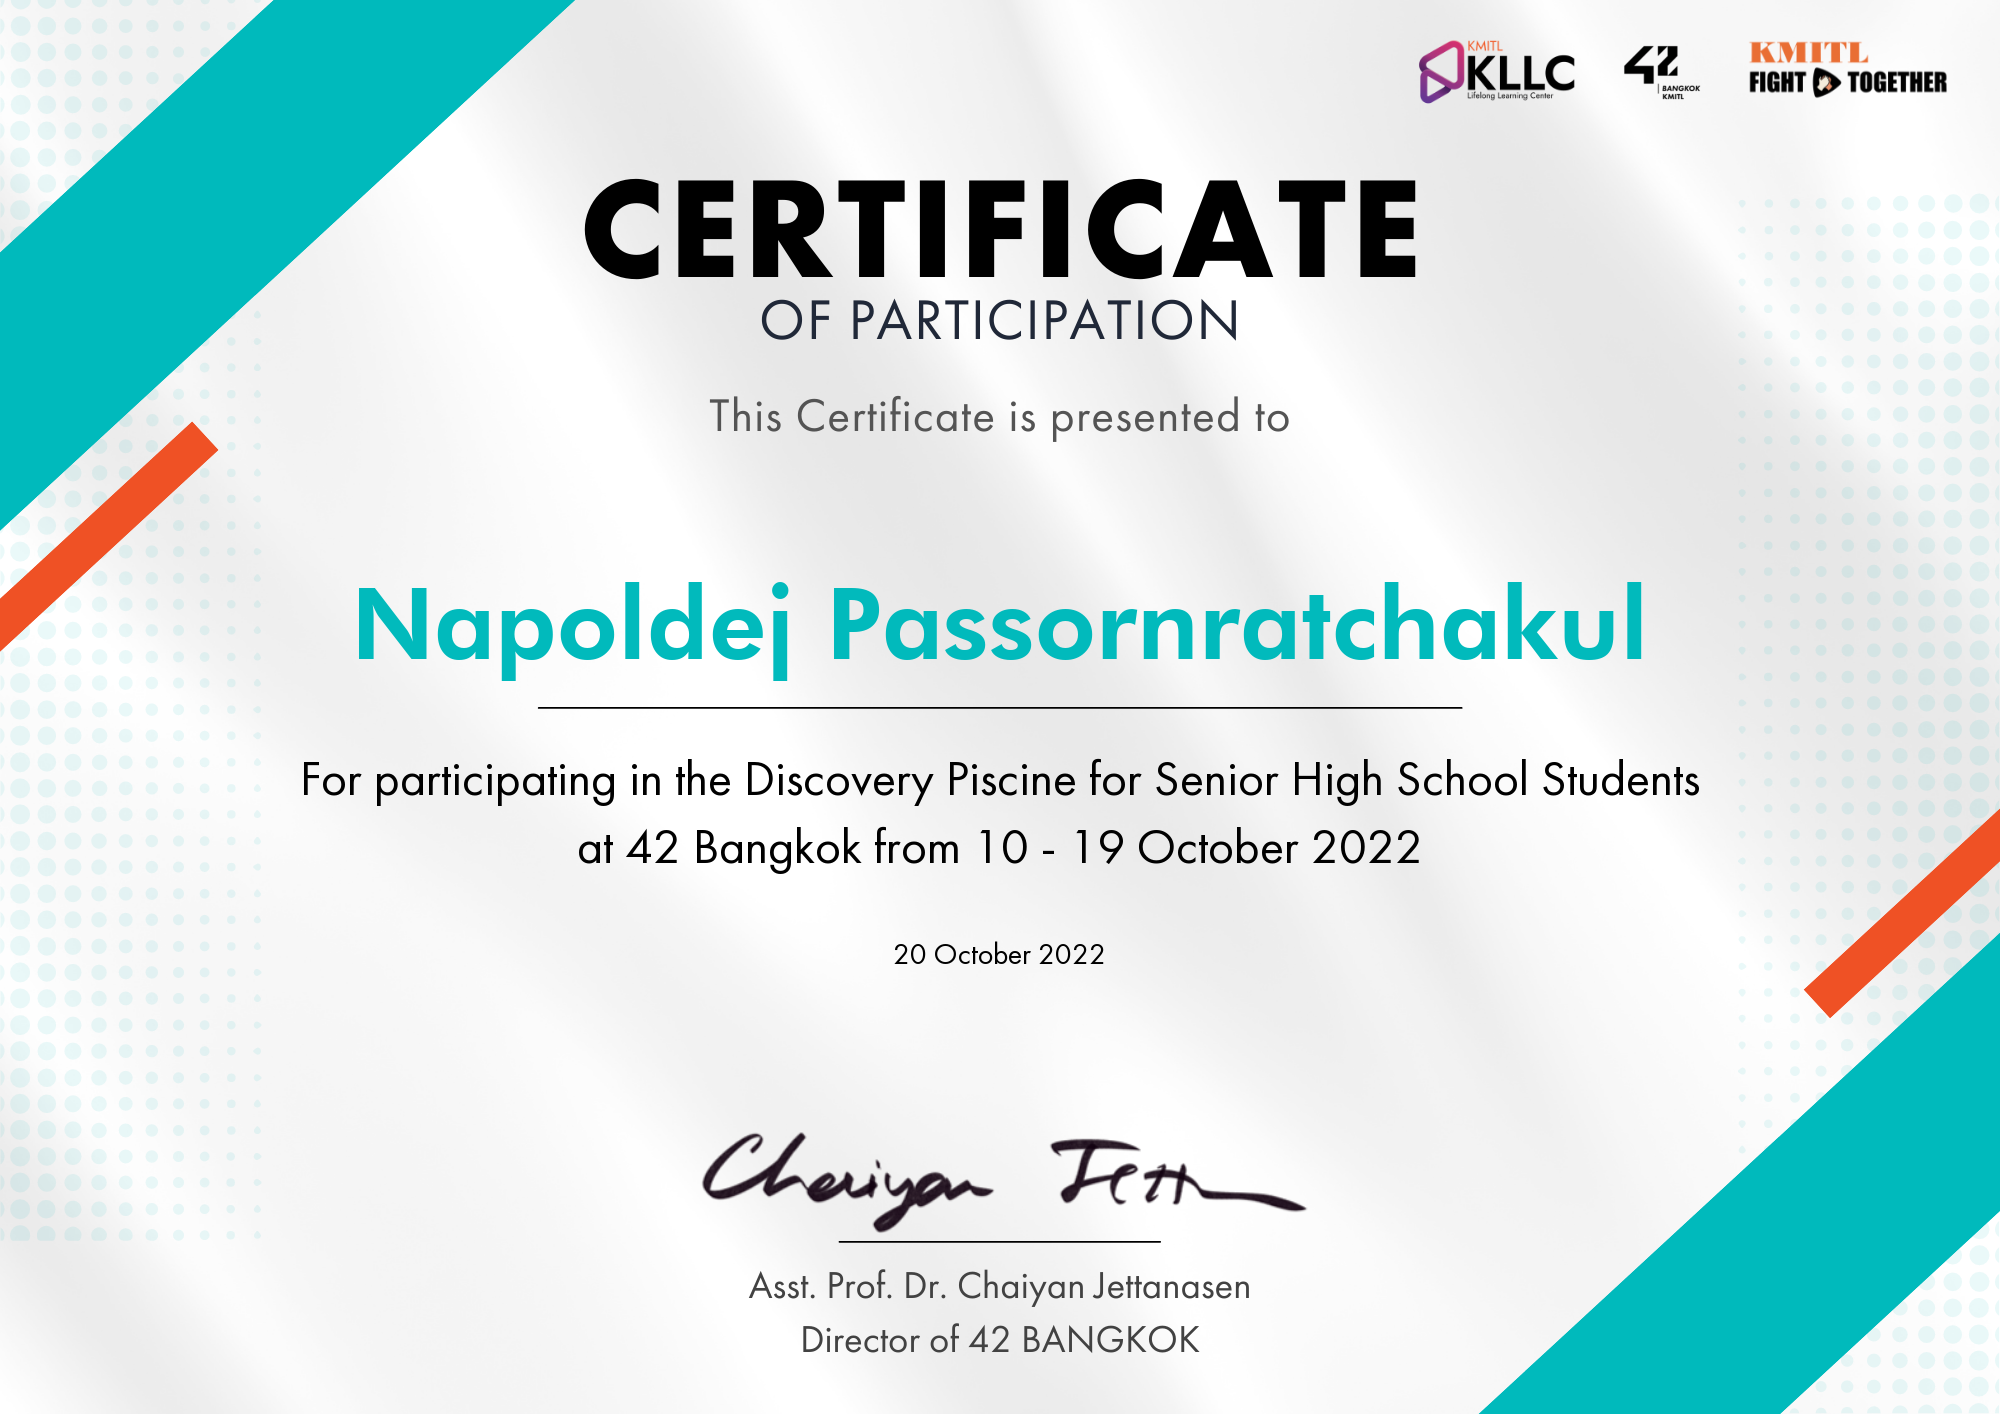 KMITL
KLLC
Lifelong Learning Center
42
BANGKOK
KMITL
KMITL
FIGHT TOGETHER
CERTIFICATE
OF PARTICIPATION
This Certificate is presented to
Napoldej Passornratchakul
For participating in the Discovery Piscine for Senior High School Students
at 42 Bangkok from 10 - 19 October 2022
20 October 2022
Chaiyan Jett
Asst. Prof. Dr. Chaiyan Jettanasen
Director of 42 BANGKOK